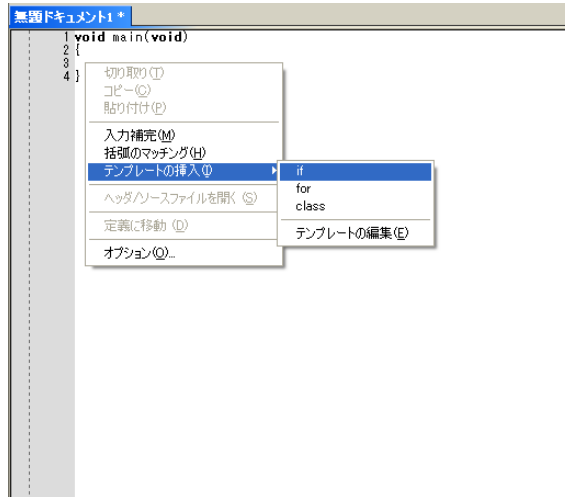 無題ドキュメント1 *
1 void main(void)
2 {
3
4 }
切り取り(T)
コピー(C)
貼り付け(P)
入力補完(M)
括弧のマッチング(H)
テンプレートの挿入(I)
if
for
class
テンプレートの編集(E)
ヘッダ/ソースファイルを開く (S)
定義に移動 (D)
オプション(O)...